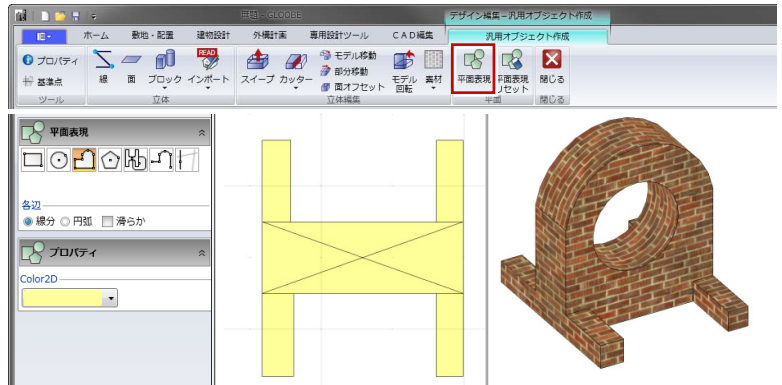 無題 - GLOOBE
デザイン編集－汎用オブジェクト作成
ホーム 敷地・配置 建物設計 外構計画 専用設計ツール ＣＡＤ編集 汎用オブジェクト作成
プロパティ
基準点
線
面
ブロック
READ
インポート
スイープ
カッター
モデル移動
部分移動
面オフセット
モデル
回転
素材
平面表現
平面表現
リセット
閉じる
ツール 立体 立体編集 平面 閉じる
平面表現
各辺
線分 円弧 滑らか
プロパティ
Color2D